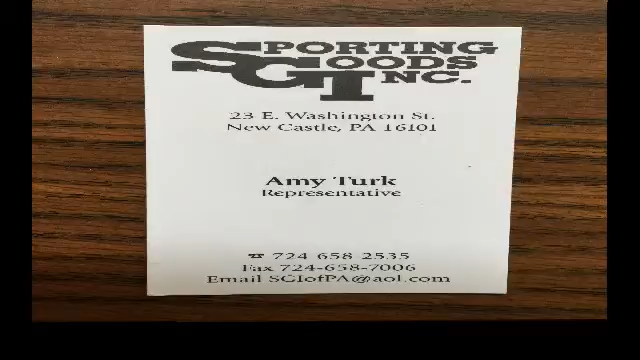 SPORTING
GOODS
INC.
23 E. Washington St.
New Castle, PA 16101
Amy Turk
Representative
☎ 724-658-2535
Fax 724-658-7006
Email SGIofPA@aol.com